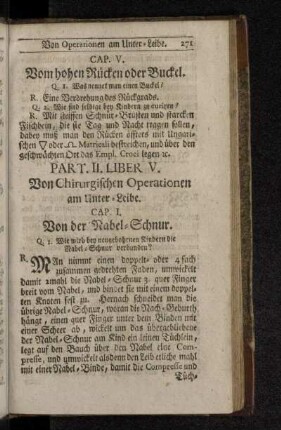 Von Operationen am Unter-Leibe. 271
CAP. V.
Vom hohen Rücken oder Buckel.
Q. 1. Was nennet man einen Buckel?
R. Eine Verdrehung des Rückgrads.
Q. 2. Wie sind selbige bey Kindern zu curiren?
R. Mit steiffen Schnür-Brüsten und starcken
Fischbein, die sie Tag und Nacht tragen sollen,
dabey muß man den Rücken öffters mit Ungari-
schen ▽ oder Matricali bestreichen, und über den
geschwächten Ort das Empl. Croci legen ꝛc.
PART. II. LIBER V.
Von Chirurgischen Operationen
am Unter-Leibe.
CAP. I.
Von der Nabel-Schnur.
Q. 1. Wie wird bey neugebohrnen Kindern die
Nabel-Schnur verbunden?
R. MAn nimmt einen doppelt- oder 4fach
zusammen gedrehten Faden, umwickelt
damit 2mahl die Nabel-Schnur 3. quer Finger
breit vom Nabel, und bindet sie mit einem doppel-
ten Knoten fest zu. Hernach schneidet man die
übrige Nabel-Schnur, woran die Nach-Geburth
hängt, einen quer Finger unter dem Binden mit
einer Scheer ab, wickelt um das übergebliebene
der Nabel-Schnur am Kind ein leinen Tüchlein,
legt auf den Bauch über den Nabel eine Com-
presse, und umwickelt alsdenn den Leib etliche mahl
mit einer Nabel-Binde, damit die Compresse und
Tüch-